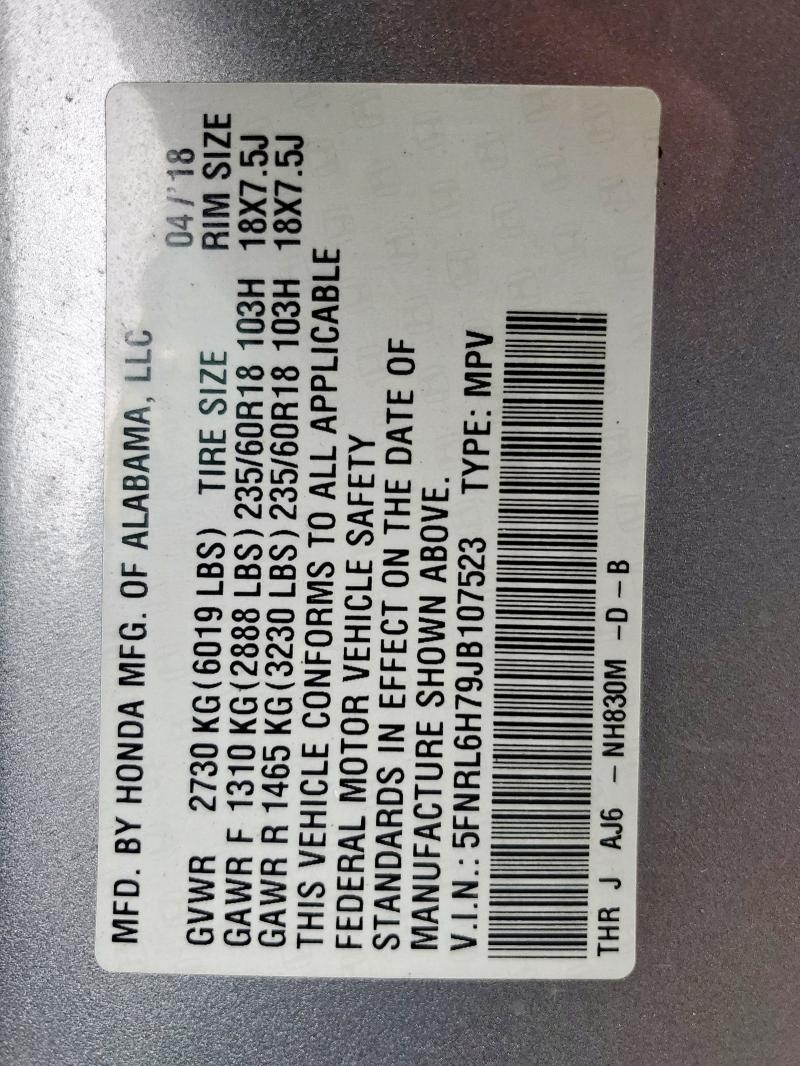 MFD. BY HONDA MFG. OF ALABAMA, LLC
04/'18
GVWR 2730 KG(6019 LBS) TIRE SIZE RIM SIZE
GAWR F 1310 KG(2888 LBS) 235/60R18 103H 18X7.5J
GAWR R 1465 KG(3230 LBS) 235/60R18 103H 18X7.5J
THIS VEHICLE CONFORMS TO ALL APPLICABLE
FEDERAL MOTOR VEHICLE SAFETY
STANDARDS IN EFFECT ON THE DATE OF
MANUFACTURE SHOWN ABOVE.
V.I.N.: 5FNRL6H79JB107523 TYPE: MPV
THR J AJ6 - NH830M -D-B